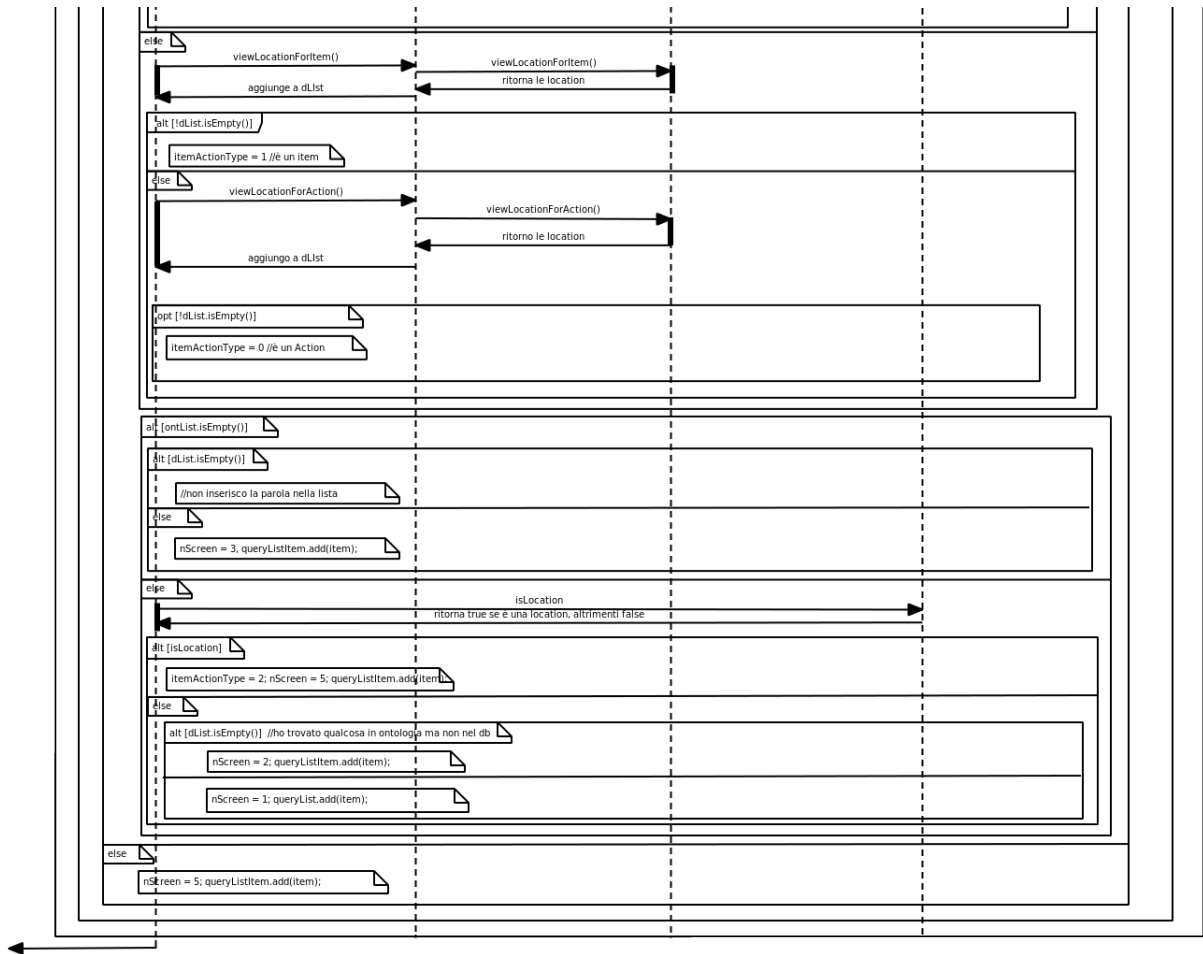 else
viewLocationForItem()
viewLocationForItem()
ritorna le location
aggiunge a dLIst
alt [!dList.isEmpty()]
itemActionType = 1 //è un item
else
viewLocationForAction()
viewLocationForAction()
ritorno le location
aggiungo a dLIst
opt [!dList.isEmpty()]
itemActionType = 0 //è un Action
alt [ontList.isEmpty()]
alt [dList.isEmpty()]
//non inserisco la parola nella lista
else
nScreen = 3, queryListItem.add(item);
else
isLocation
ritorna true se è una location, altrimenti false
alt [isLocation]
itemActionType = 2; nScreen = 5; queryListItem.add(item);
else
alt [dList.isEmpty()] //ho trovato qualcosa in ontologia ma non nel db
nScreen = 2; queryListItem.add(item);
nScreen = 1; queryList.add(item);
else
nScreen = 5; queryListItem.add(item);